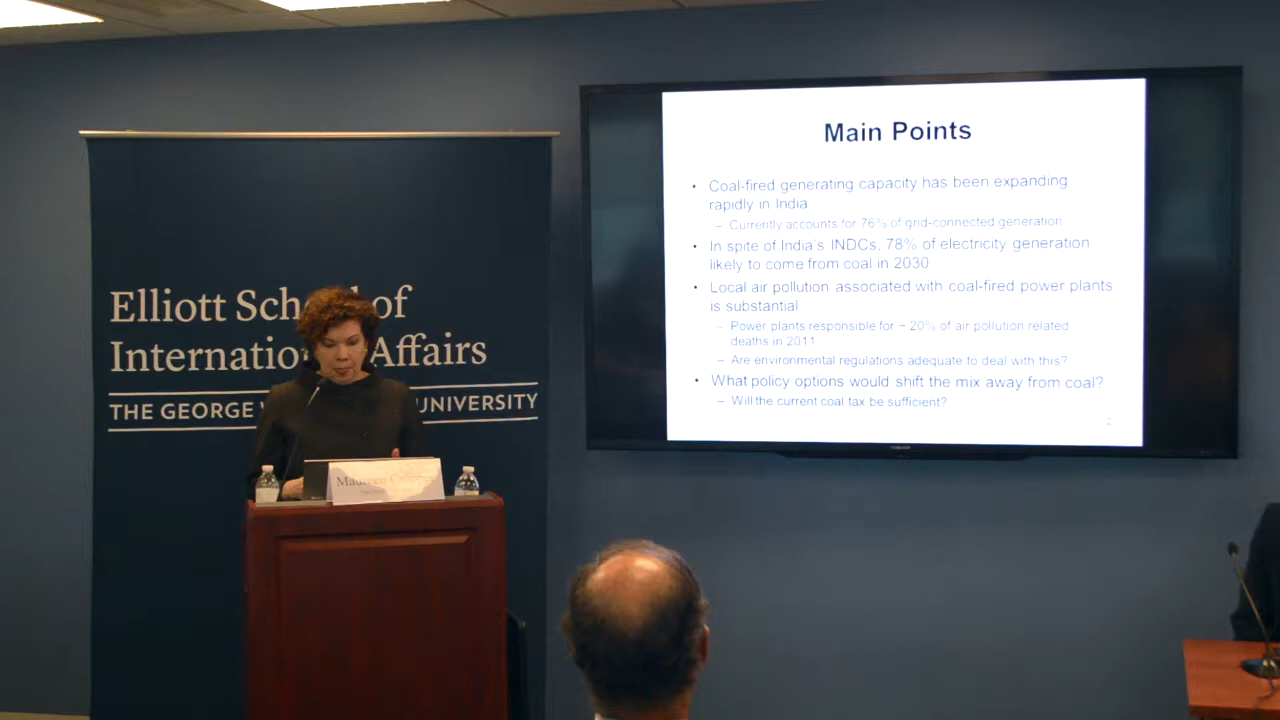 Elliott Sch of
Internatio Affairs
THE GEORGE W UNIVERSITY
Maureen
Main Points
• Coal-fired generating capacity has been expanding
rapidly in India
– Currently accounts for 76% of grid-connected generation
• In spite of India's INDCs, 78% of electricity generation
likely to come from coal in 2030
• Local air pollution associated with coal-fired power plants
is substantial
– Power plants responsible for ~ 20% of air pollution related
deaths in 2011
– Are environmental regulations adequate to deal with this?
• What policy options would shift the mix away from coal?
– Will the current coal tax be sufficient?
2